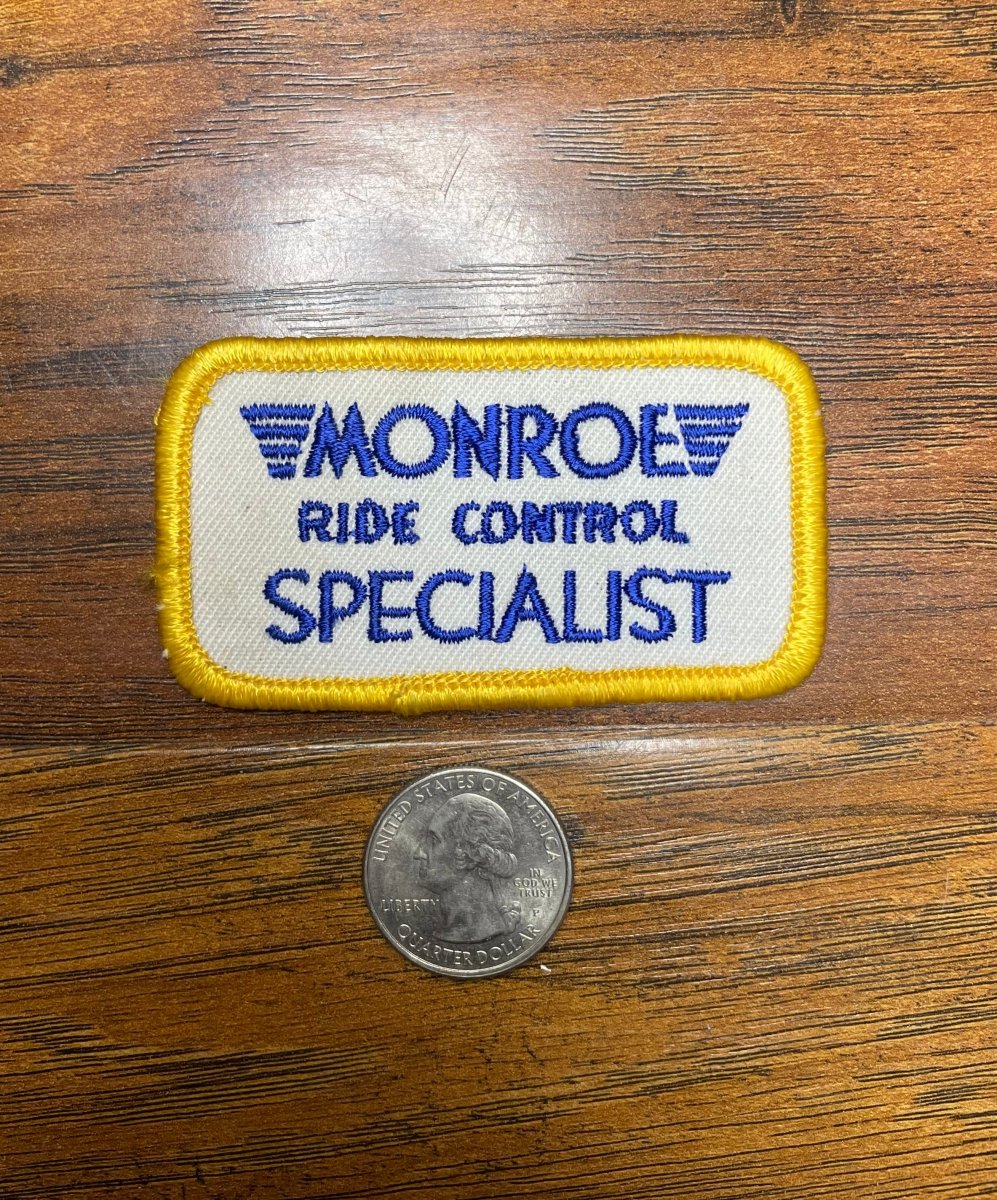 MONROE
RIDE CONTROL
SPECIALIST
UNITED STATES OF AMERICA
IN
GOD WE
TRUST
LIBERTY
P
QUARTER DOLLAR